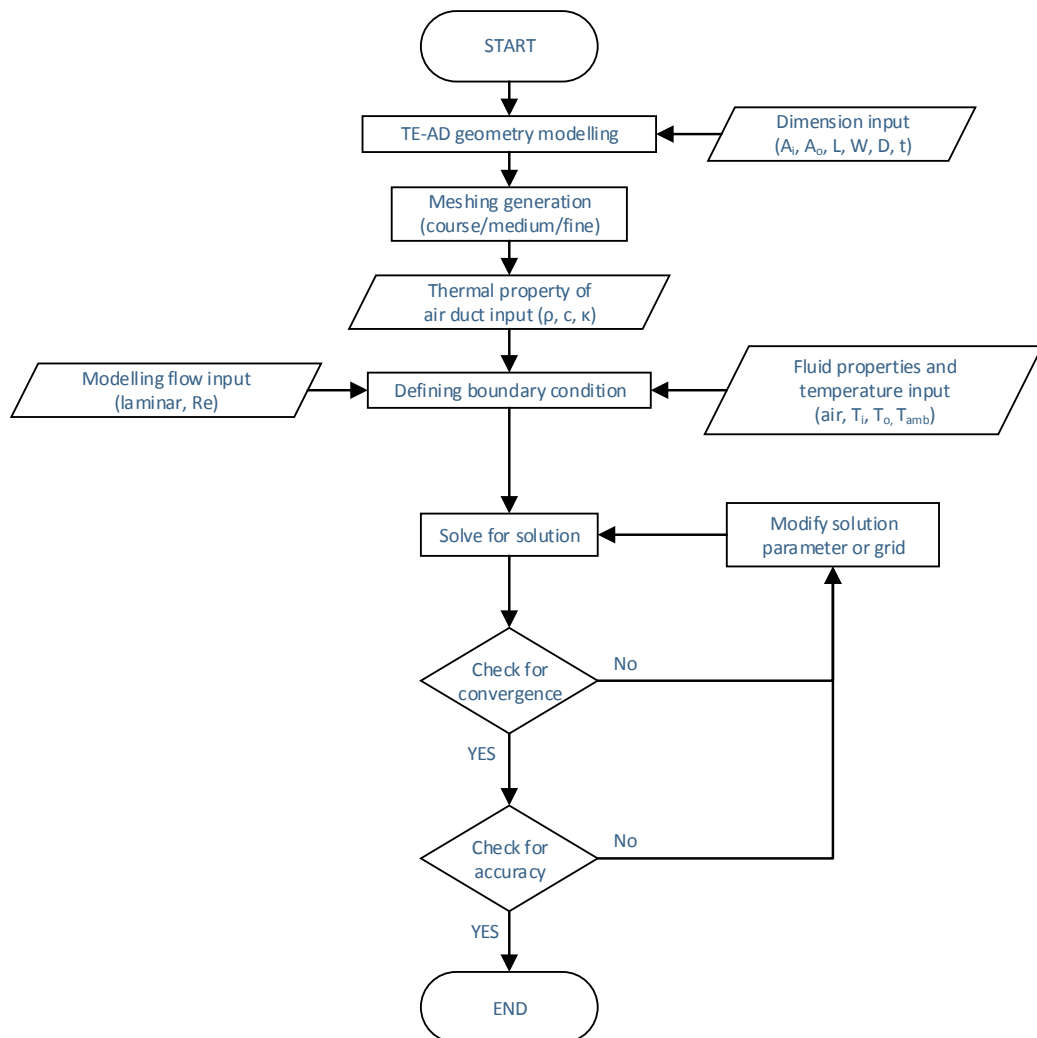 START
TE-AD geometry modelling
Dimension input
(Aᵢ, Aₒ, L, W, D, t)
Meshing generation
(course/medium/fine)
Thermal property of
air duct input (ρ, c, κ)
Modelling flow input
(laminar, Re)
Defining boundary condition
Fluid properties and
temperature input
(air, Tᵢ, Tₒ, Tₐₘb)
Solve for solution
Modify solution
parameter or grid
Check for
convergence
No
YES
Check for
accuracy
No
YES
END